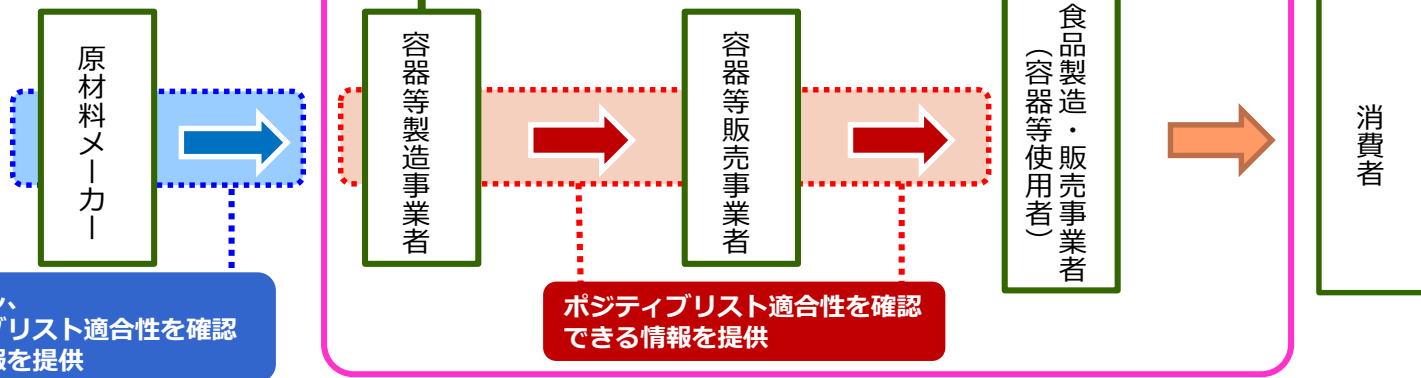 原材料メーカー
容器等製造事業者
容器等販売事業者
食品製造・販売事業者
（容器等使用者）
消費者
ブリスト適合性を確認
報を提供
ポジティブリスト適合性を確認
できる情報を提供